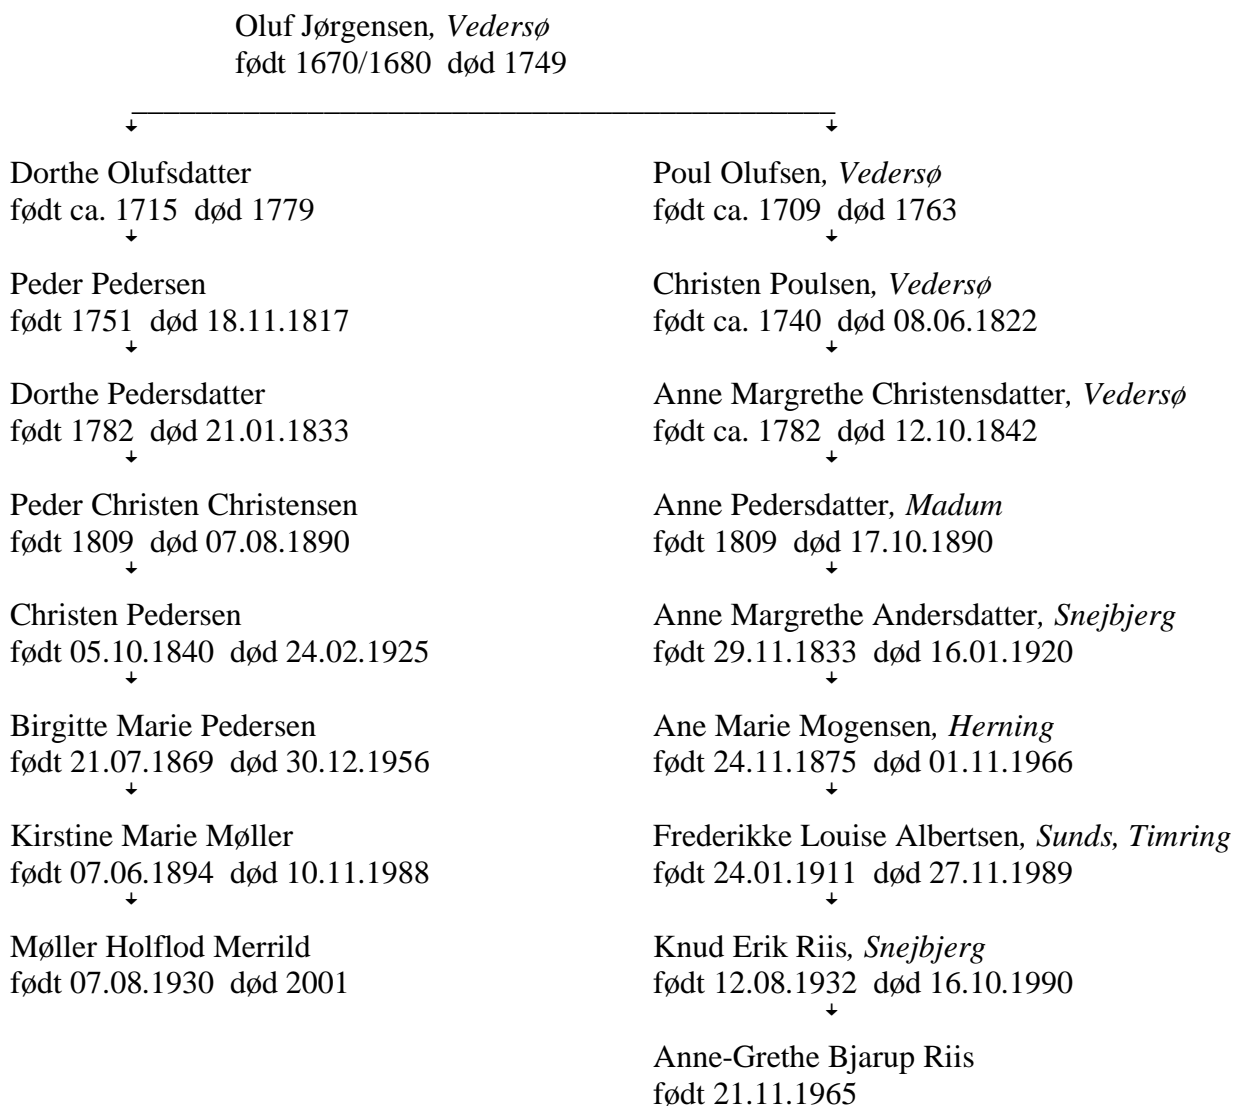 Oluf Jørgensen, Vedersø
født 1670/1680 død 1749
Dorthe Olufsdatter
født ca. 1715 død 1779
Peder Pedersen
født 1751 død 18.11.1817
Dorthe Pedersdatter
født 1782 død 21.01.1833
Peder Christen Christensen
født 1809 død 07.08.1890
Christen Pedersen
født 05.10.1840 død 24.02.1925
Birgitte Marie Pedersen
født 21.07.1869 død 30.12.1956
Kirstine Marie Møller
født 07.06.1894 død 10.11.1988
Møller Holflod Merrild
født 07.08.1930 død 2001
Poul Olufsen, Vedersø
født ca. 1709 død 1763
Christen Poulsen, Vedersø
født ca. 1740 død 08.06.1822
Anne Margrethe Christensdatter, Vedersø
født ca. 1782 død 12.10.1842
Anne Pedersdatter, Madum
født 1809 død 17.10.1890
Anne Margrethe Andersdatter, Snejbjerg
født 29.11.1833 død 16.01.1920
Ane Marie Mogensen, Herning
født 24.11.1875 død 01.11.1966
Frederikke Louise Albertsen, Sunds, Timring
født 24.01.1911 død 27.11.1989
Knud Erik Riis, Snejbjerg
født 12.08.1932 død 16.10.1990
Anne-Grethe Bjarup Riis
født 21.11.1965